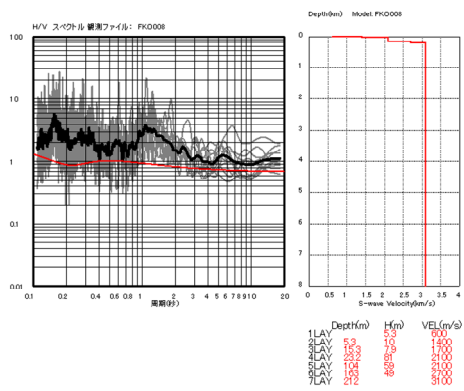 H/V スペクトル 観測ファイル： FKO008
Depth(km) Model: FKO008
100
10
1
0.1
0.01
0.1 0.2 0.4 0.6 0.8 1 2 3 4 5 6 7 8 9 10 20
周期(秒)
0
1
2
3
4
5
6
7
8
0 0.5 1 1.5 2 2.5 3 3.5 4
S-wave Velocity(km/s)
Depth(m) H(m) VEL(m/s)
1LAY 5.3 600
2LAY 5.3 10 1400
3LAY 15.3 7.9 1700
4LAY 23.2 81 2100
5LAY 104 59 2100
6LAY 163 49 2700
7LAY 212 3100